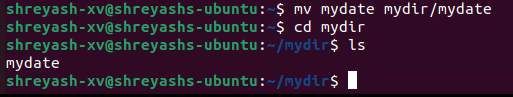 shreyash-xv@shreyashs-ubuntu:~$ mv mydate mydir/mydate
shreyash-xv@shreyashs-ubuntu:~$ cd mydir
shreyash-xv@shreyashs-ubuntu:~/mydir$ ls
mydate
shreyash-xv@shreyashs-ubuntu:~/mydir$